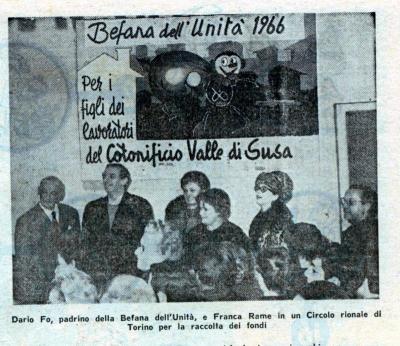 Befana dell'Unità 1966
Per i
figli dei
lavoratori
del Cotonificio Valle di Susa
Dario Fo, padrino della Befana dell'Unità, e Franca Rame in un Circolo rionale di
Torino per la raccolta dei fondi